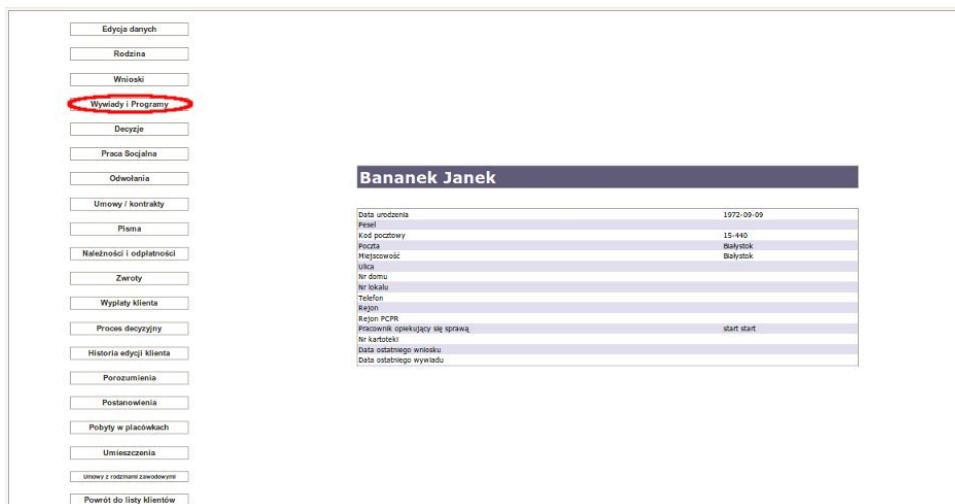 Edycja danych
Rodzina
Wnioski
Wywiady i Programy
Decyzje
Praca Socjalna
Odwołania
Umowy / kontrakty
Pisma
Należności i odpłatności
Zwroty
Wypłaty klienta
Proces decyzyjny
Historia edycji klienta
Porozumienia
Postanowienia
Pobyty w placówkach
Umieszczenia
Umowy z rodzinami zawodowymi
Powrót do listy klientów
Bananek Janek
Data urodzenia 1972-09-09
Pesel
Kod pocztowy 15-440
Poczta Białystok
Miejscowość Białystok
Ulica
Nr domu
Nr lokalu
Telefon
Rejon
Rejon PCPR
Pracownik opiekujący się sprawą start start
Nr kartoteki
Data ostatniego wniosku
Data ostatniego wywiadu